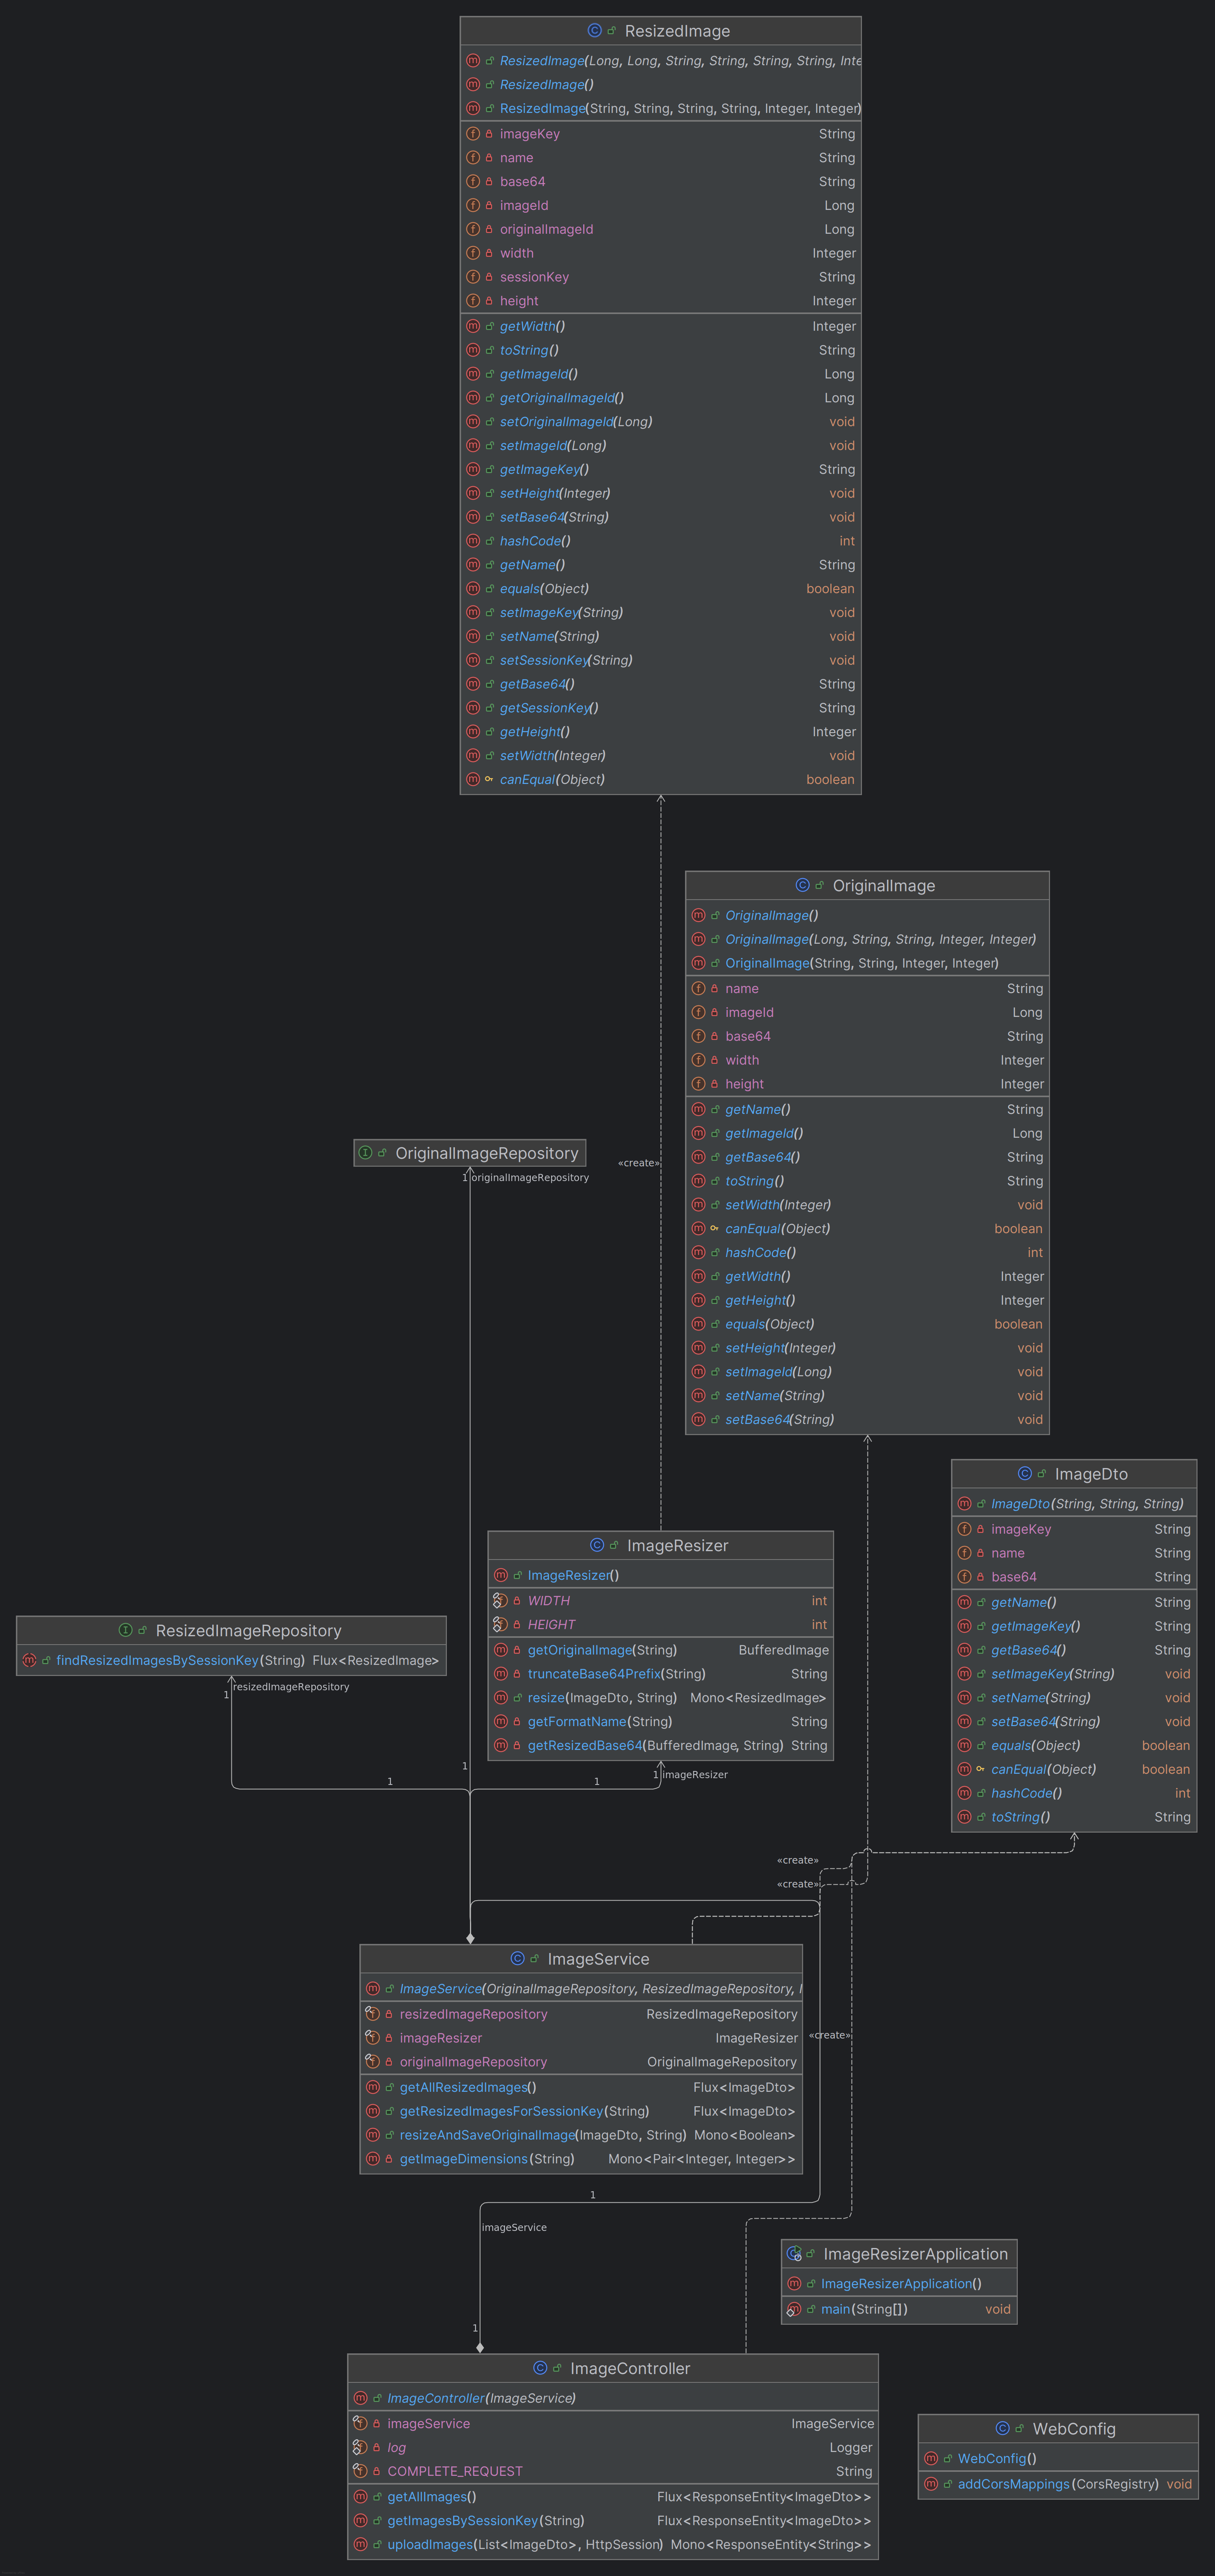 ResizedImage
ResizedImage(Long, Long, String, String, String, String, Inte
ResizedImage()
ResizedImage(String, String, String, String, Integer, Integer)
imageKey String
name String
base64 String
imageId Long
originalImageId Long
width Integer
sessionKey String
height Integer
getWidth() Integer
toString() String
getImageId() Long
getOriginalImageId() Long
setOriginalImageId(Long) void
setImageId(Long) void
getImageKey() String
setHeight(Integer) void
setBase64(String) void
hashCode() int
getName() String
equals(Object) boolean
setImageKey(String) void
setName(String) void
setSessionKey(String) void
getBase64() String
getSessionKey() String
getHeight() Integer
setWidth(Integer) void
canEqual(Object) boolean
OriginalImage
OriginalImage()
OriginalImage(Long, String, String, Integer, Integer)
OriginalImage(String, String, Integer, Integer)
name String
imageId Long
base64 String
width Integer
height Integer
getName() String
getImageId() Long
getBase64() String
toString() String
setWidth(Integer) void
canEqual(Object) boolean
hashCode() int
getWidth() Integer
getHeight() Integer
equals(Object) boolean
setHeight(Integer) void
setImageId(Long) void
setName(String) void
setBase64(String) void
OriginalImageRepository
1 originalImageRepository
«create»
ImageDto
ImageDto(String, String, String)
imageKey String
name String
base64 String
getName() String
getImageKey() String
getBase64() String
setImageKey(String) void
setName(String) void
setBase64(String) void
equals(Object) boolean
canEqual(Object) boolean
hashCode() int
toString() String
ImageResizer
ImageResizer()
WIDTH int
HEIGHT int
getOriginalImage(String) BufferedImage
truncateBase64Prefix(String) String
resize(ImageDto, String) Mono<ResizedImage>
getFormatName(String) String
getResizedBase64(BufferedImage, String) String
ResizedImageRepository
findResizedImagesBySessionKey(String) Flux<ResizedImage>
resizedImageRepository
1
1
1 imageResizer
1
1
«create»
«create»
ImageService
ImageService(OriginalImageRepository, ResizedImageRepository, I
resizedImageRepository ResizedImageRepository
imageResizer ImageResizer
originalImageRepository OriginalImageRepository
getAllResizedImages() Flux<ImageDto>
getResizedImagesForSessionKey(String) Flux<ImageDto>
resizeAndSaveOriginalImage(ImageDto, String) Mono<Boolean>
getImageDimensions(String) Mono<Pair<Integer, Integer>>
«create»
1
imageService
1
ImageResizerApplication
ImageResizerApplication()
main(String[]) void
ImageController
ImageController(ImageService)
imageService ImageService
log Logger
COMPLETE_REQUEST String
getAllImages() Flux<ResponseEntity<ImageDto>>
getImagesBySessionKey(String) Flux<ResponseEntity<ImageDto>>
uploadImages(List<ImageDto>, HttpSession) Mono<ResponseEntity<String>>
WebConfig
WebConfig()
addCorsMappings(CorsRegistry) void